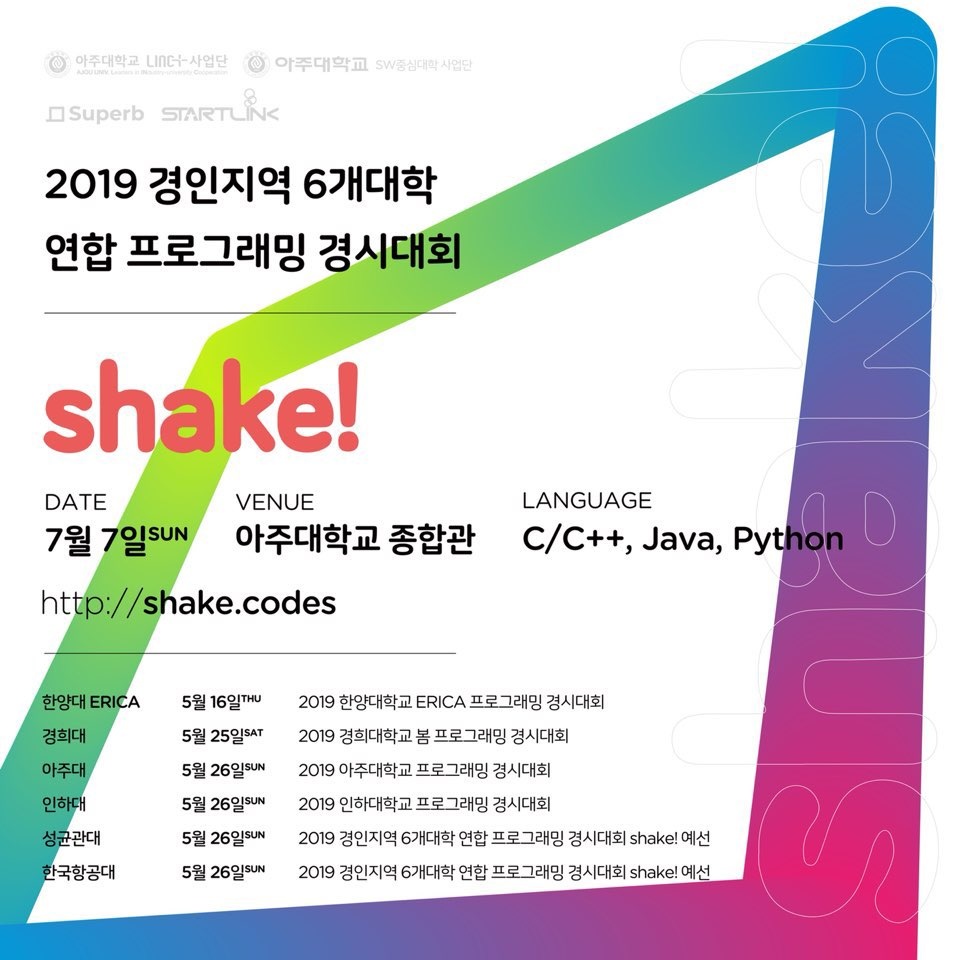 아주대학교 LINC+사업단
AJOU UNIV. Leaders in INdustry-university Cooperation
아주대학교 SW중심대학 사업단
Superb STARTLINK
2019 경인지역 6개대학
연합 프로그래밍 경시대회
shake!
DATE VENUE LANGUAGE
7월 7일SUN 아주대학교 종합관 C/C++, Java, Python
http://shake.codes
한양대 ERICA 5월 16일THU 2019 한양대학교 ERICA 프로그래밍 경시대회
경희대 5월 25일SAT 2019 경희대학교 봄 프로그래밍 경시대회
아주대 5월 26일SUN 2019 아주대학교 프로그래밍 경시대회
인하대 5월 26일SUN 2019 인하대학교 프로그래밍 경시대회
성균관대 5월 26일SUN 2019 경인지역 6개대학 연합 프로그래밍 경시대회 shake! 예선
한국항공대 5월 26일SUN 2019 경인지역 6개대학 연합 프로그래밍 경시대회 shake! 예선
shake!